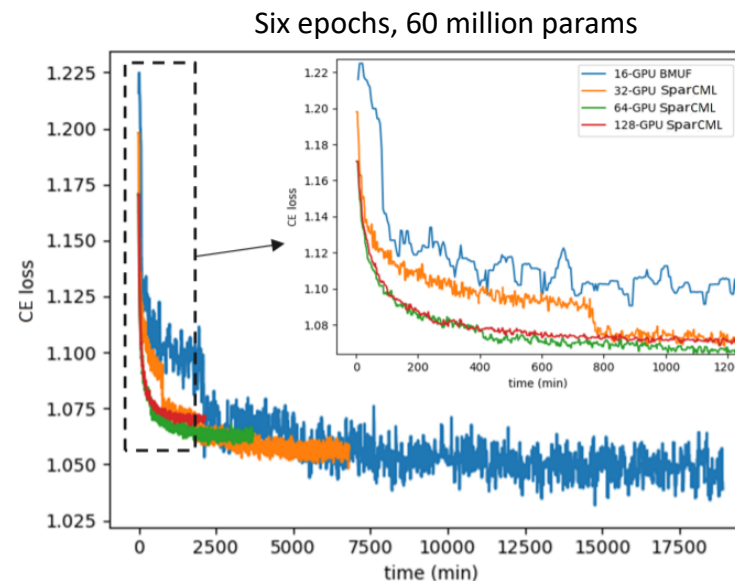 Six epochs, 60 million params
CE loss
1.225
1.200
1.175
1.150
1.125
1.100
1.075
1.050
1.025
0 2500 5000 7500 10000 12500 15000 17500
time (min)
CE loss
1.22
1.20
1.18
1.16
1.14
1.12
1.10
1.08
0 200 400 600 800 1000
time (min)
16-GPU BMUF
32-GPU SparCML
64-GPU SparCML
128-GPU SparCML